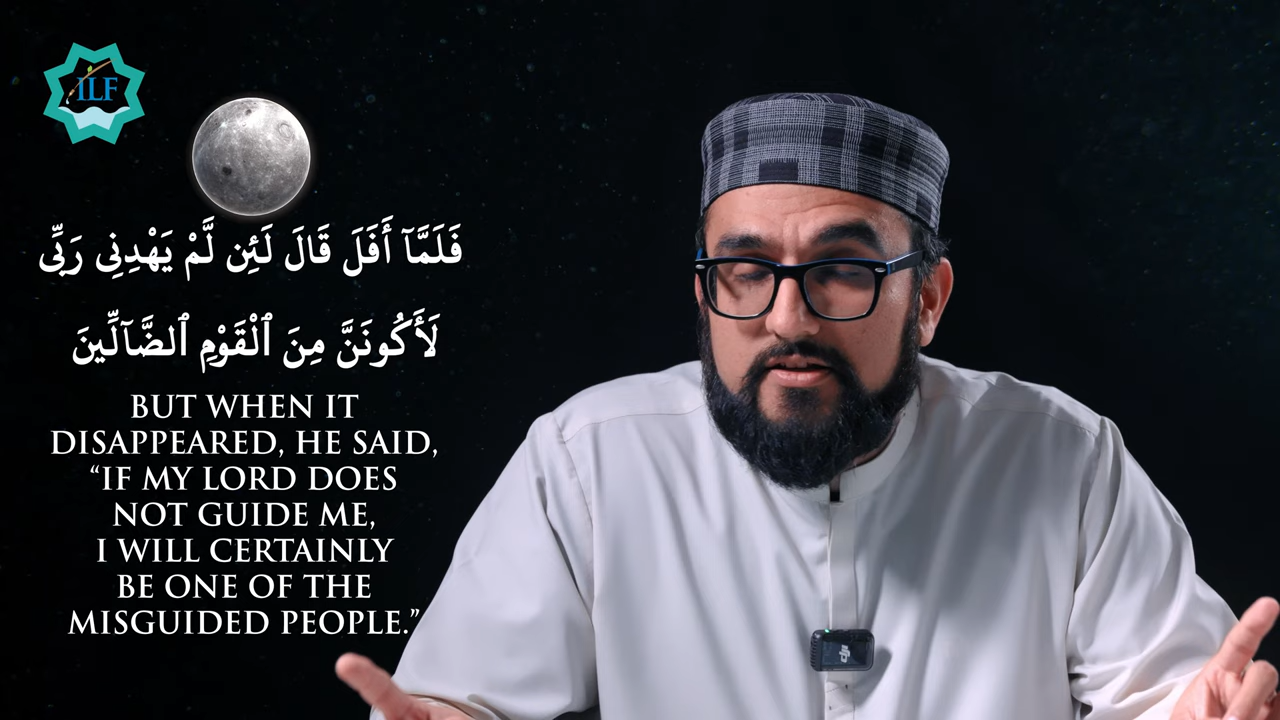 ILF
فَلَمَّآ أَفَلَ قَالَ لَئِن لَّمْ يَهْدِنِى رَبِّى
لَأَكُونَنَّ مِنَ ٱلْقَوْمِ ٱلضَّآلِّينَ
BUT WHEN IT
DISAPPEARED, HE SAID,
“IF MY LORD DOES
NOT GUIDE ME,
I WILL CERTAINLY
BE ONE OF THE
MISGUIDED PEOPLE.”